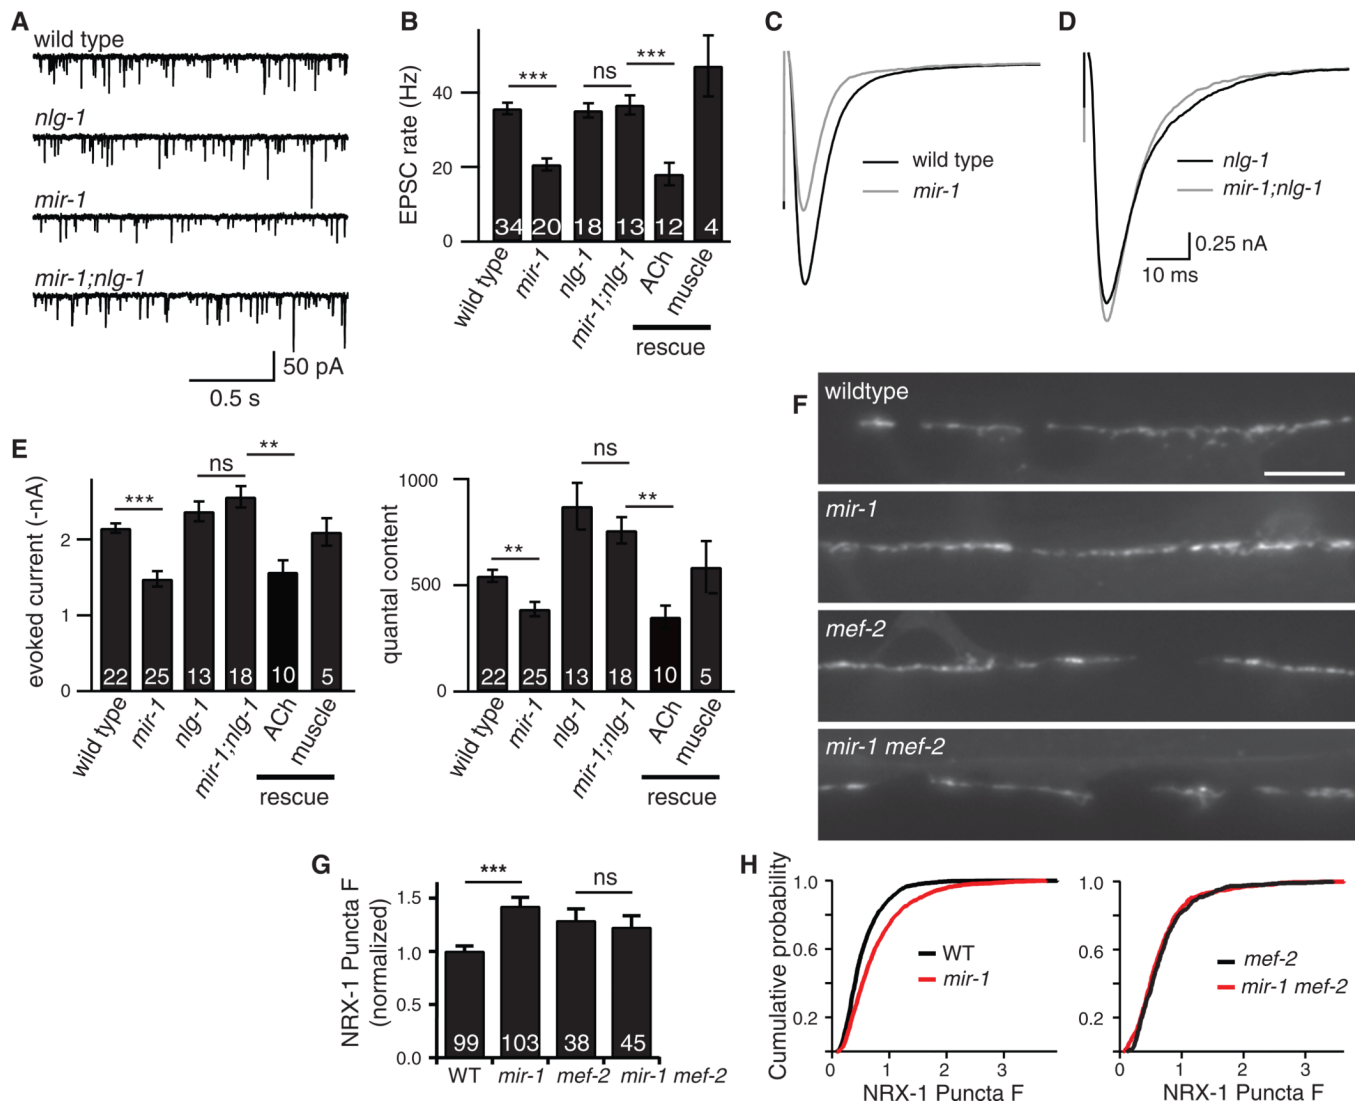 A
wild type
nlg-1
mir-1
mir-1;nlg-1
50 pA
0.5 s
B
EPSC rate (Hz)
40
20
0
***
ns
***
34
20
18
13
12
4
wild type
mir-1
nlg-1
mir-1;nlg-1
ACh
muscle
rescue
C
wild type
mir-1
D
nlg-1
mir-1;nlg-1
0.25 nA
10 ms
E
evoked current (-nA)
2
1
0
***
ns
**
22
25
13
18
10
5
wild type
mir-1
nlg-1
mir-1;nlg-1
ACh
muscle
rescue
quantal content
1000
500
0
**
ns
**
22
25
13
18
10
5
wild type
mir-1
nlg-1
mir-1;nlg-1
ACh
muscle
rescue
F
wildtype
mir-1
mef-2
mir-1 mef-2
G
NRX-1 Puncta F
(normalized)
1.5
1.0
0.5
0.0
***
ns
99
103
38
45
WT
mir-1
mef-2
mir-1 mef-2
H
Cumulative probability
1.0
0.6
0.2
WT
mir-1
0
1
2
3
NRX-1 Puncta F
1.0
0.6
0.2
mef-2
mir-1 mef-2
0
1
2
3
NRX-1 Puncta F